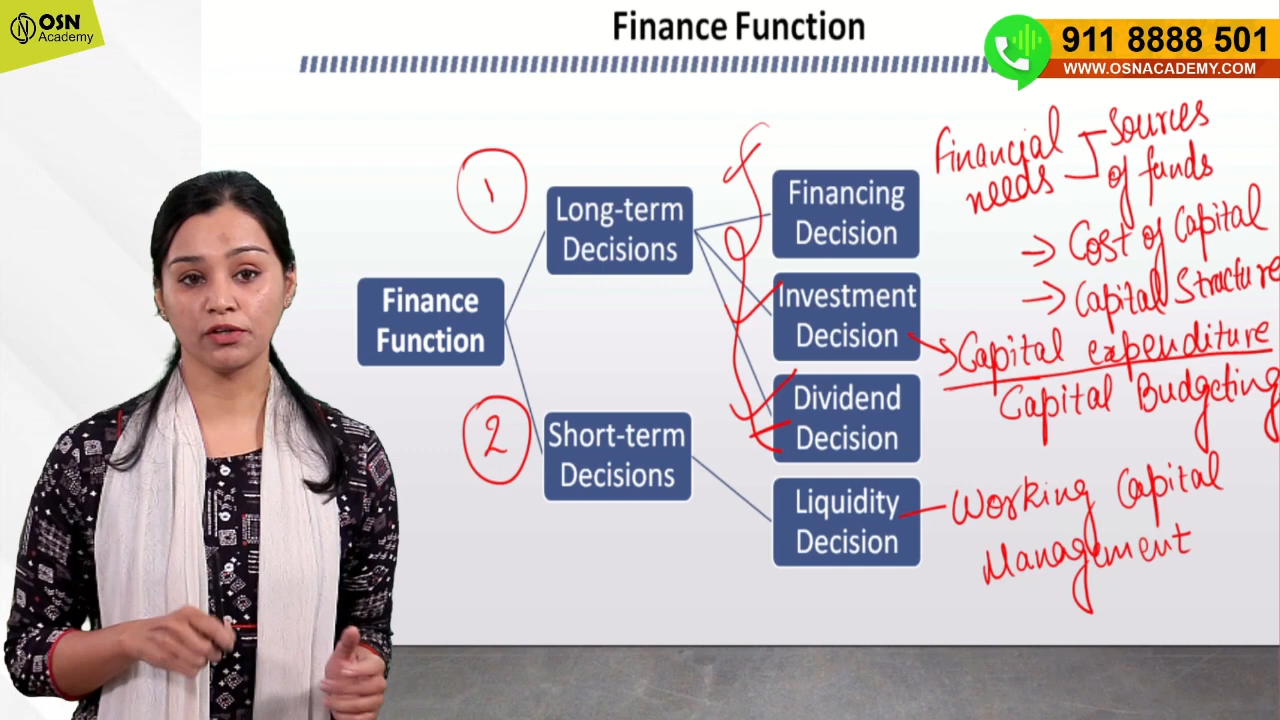 OSN
Academy
Finance Function
911 8888 501
WWW.OSNACADEMY.COM
Finance
Function
1
Long-term
Decisions
2
Short-term
Decisions
Financing
Decision
Investment
Decision
Dividend
Decision
Liquidity
Decision
Financial
needs
Sources
of funds
→ Cost of Capital
→ Capital Structure
Capital expenditure
Capital Budgeting
Working Capital
Management